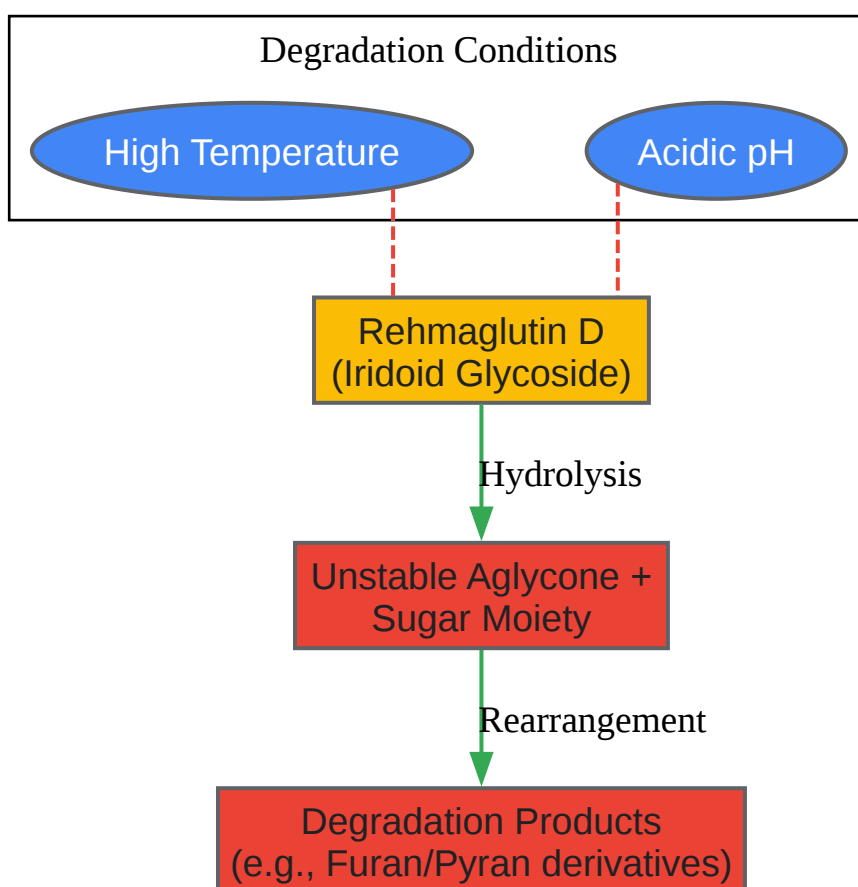 Degradation Conditions
High Temperature
Acidic pH
Rehmaglutin D
(Iridoid Glycoside)
Hydrolysis
Unstable Aglycone +
Sugar Moiety
Rearrangement
Degradation Products
(e.g., Furan/Pyran derivatives)